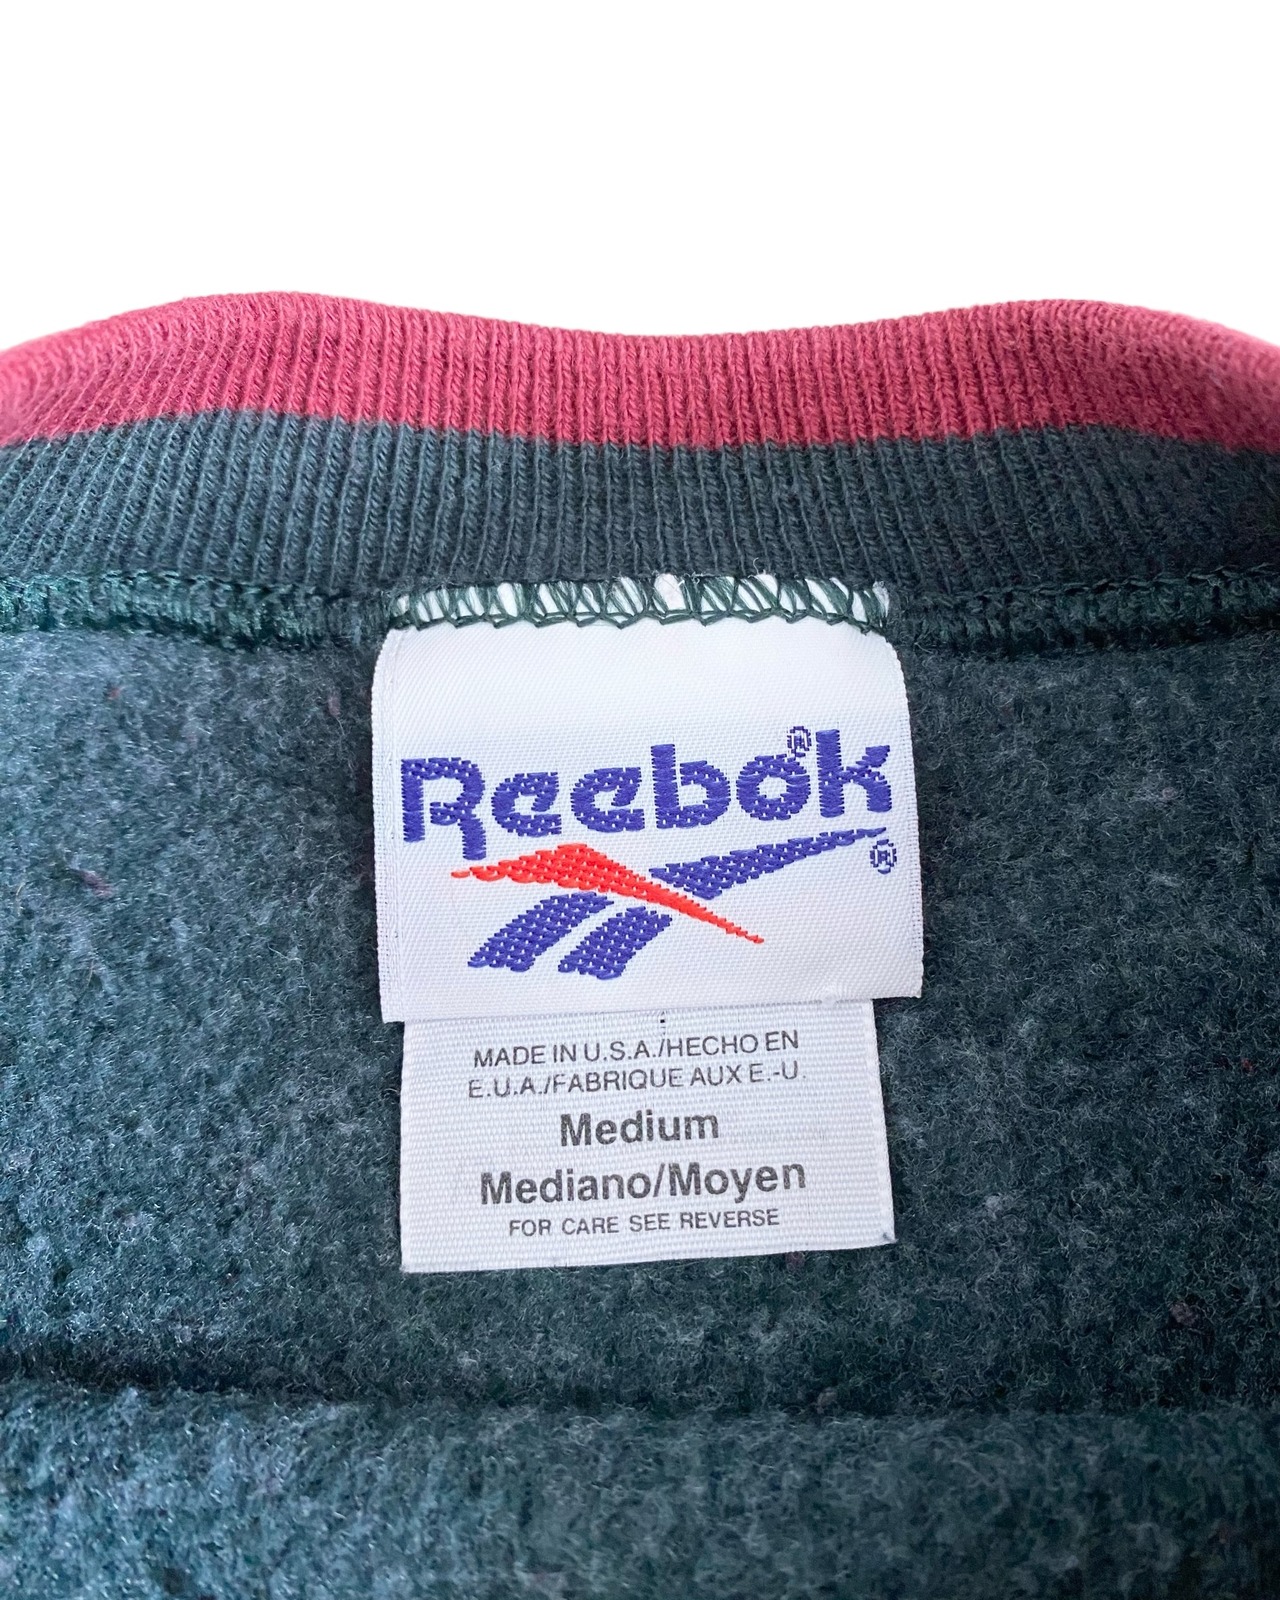 Reebok®
®
MADE IN U.S.A./HECHO EN
E.U.A./FABRIQUE AUX E.-U.
Medium
Mediano/Moyen
FOR CARE SEE REVERSE